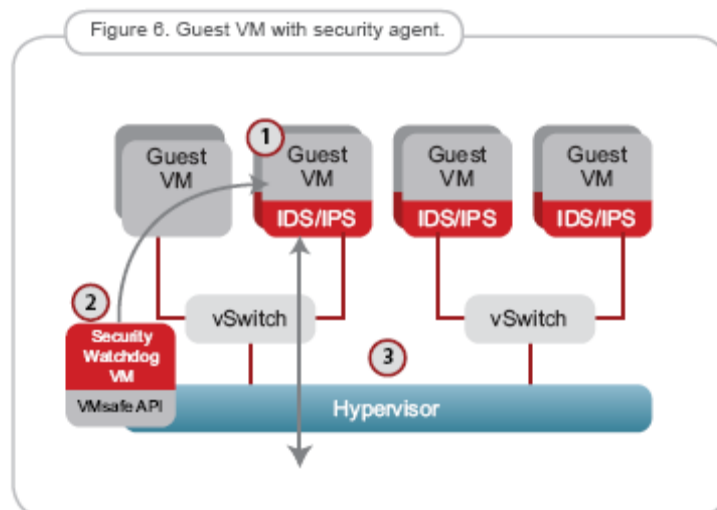 Figure 6. Guest VM with security agent.
1
Guest
VM
Guest
VM
IDS/IPS
Guest
VM
IDS/IPS
Guest
VM
IDS/IPS
2
vSwitch
vSwitch
Security
Watchdog
VM
VMsafe API
3
Hypervisor